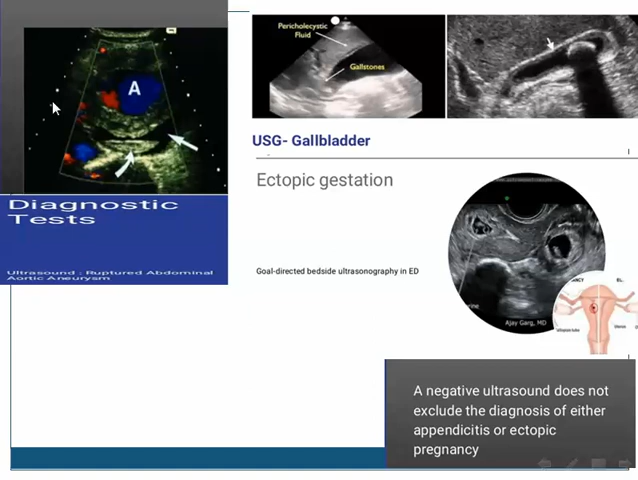 A
Diagnostic
Tests
Ultrasound : Ruptured Abdominal
Aortic Aneurysm
Pericholecystic
Fluid
Gallstones
USG- Gallbladder
Ectopic gestation
Goal-directed bedside ultrasonography in ED
Ajay Garg, MD
A negative ultrasound does not
exclude the diagnosis of either
appendicitis or ectopic
pregnancy